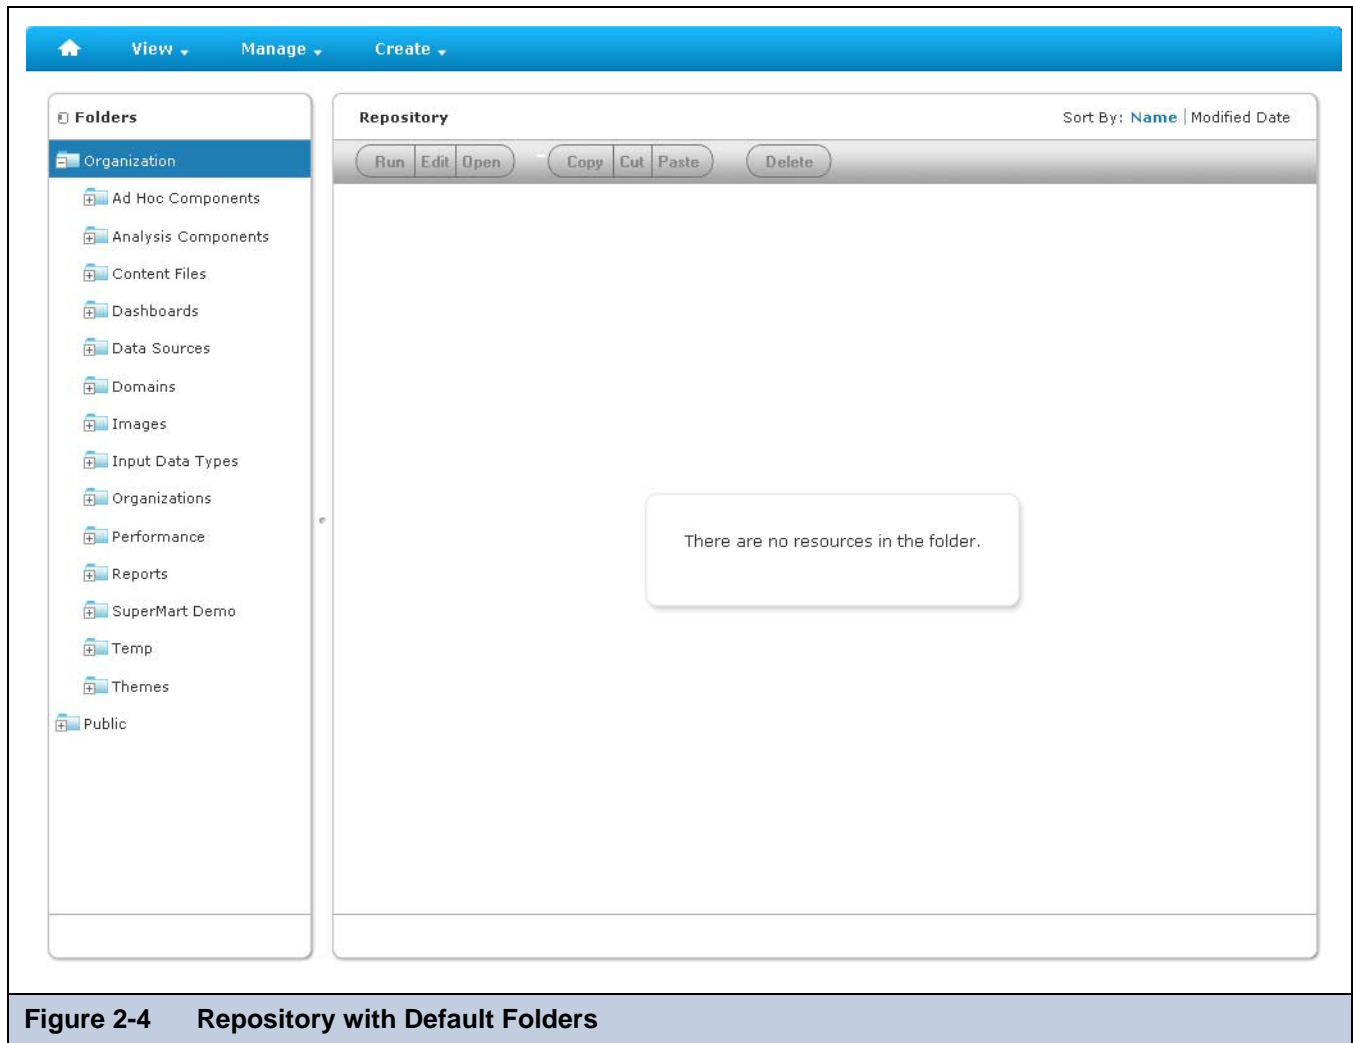 View Manage Create
Folders
Organization
Ad Hoc Components
Analysis Components
Content Files
Dashboards
Data Sources
Domains
Images
Input Data Types
Organizations
Performance
Reports
SuperMart Demo
Temp
Themes
Public
Repository Sort By: Name | Modified Date
Run Edit Open Copy Cut Paste Delete
There are no resources in the folder.
Figure 2-4 Repository with Default Folders